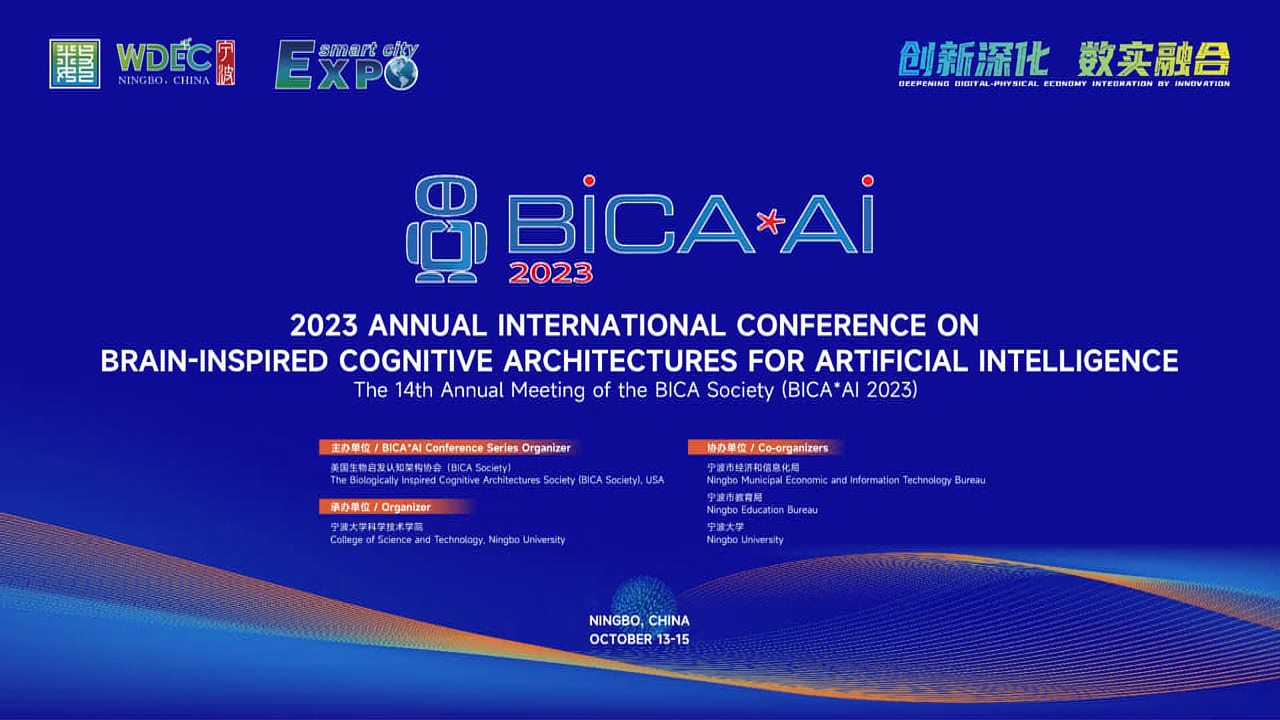 WDEC
宁波
NINGBO, CHINA
smart city
EXPO
创新深化 数实融合
DEEPENING DIGITAL-PHYSICAL ECONOMY INTEGRATION BY INNOVATION
BiCA*Ai
2023
2023 ANNUAL INTERNATIONAL CONFERENCE ON
BRAIN-INSPIRED COGNITIVE ARCHITECTURES FOR ARTIFICIAL INTELLIGENCE
The 14th Annual Meeting of the BICA Society (BICA*AI 2023)
主办单位 / BICA*AI Conference Series Organizer
美国生物启发认知架构协会（BICA Society）
The Biologically Inspired Cognitive Architectures Society (BICA Society), USA
承办单位 / Organizer
宁波大学科学技术学院
College of Science and Technology, Ningbo University
协办单位 / Co-organizers
宁波市经济和信息化局
Ningbo Municipal Economic and Information Technology Bureau
宁波市教育局
Ningbo Education Bureau
宁波大学
Ningbo University
NINGBO, CHINA
OCTOBER 13-15